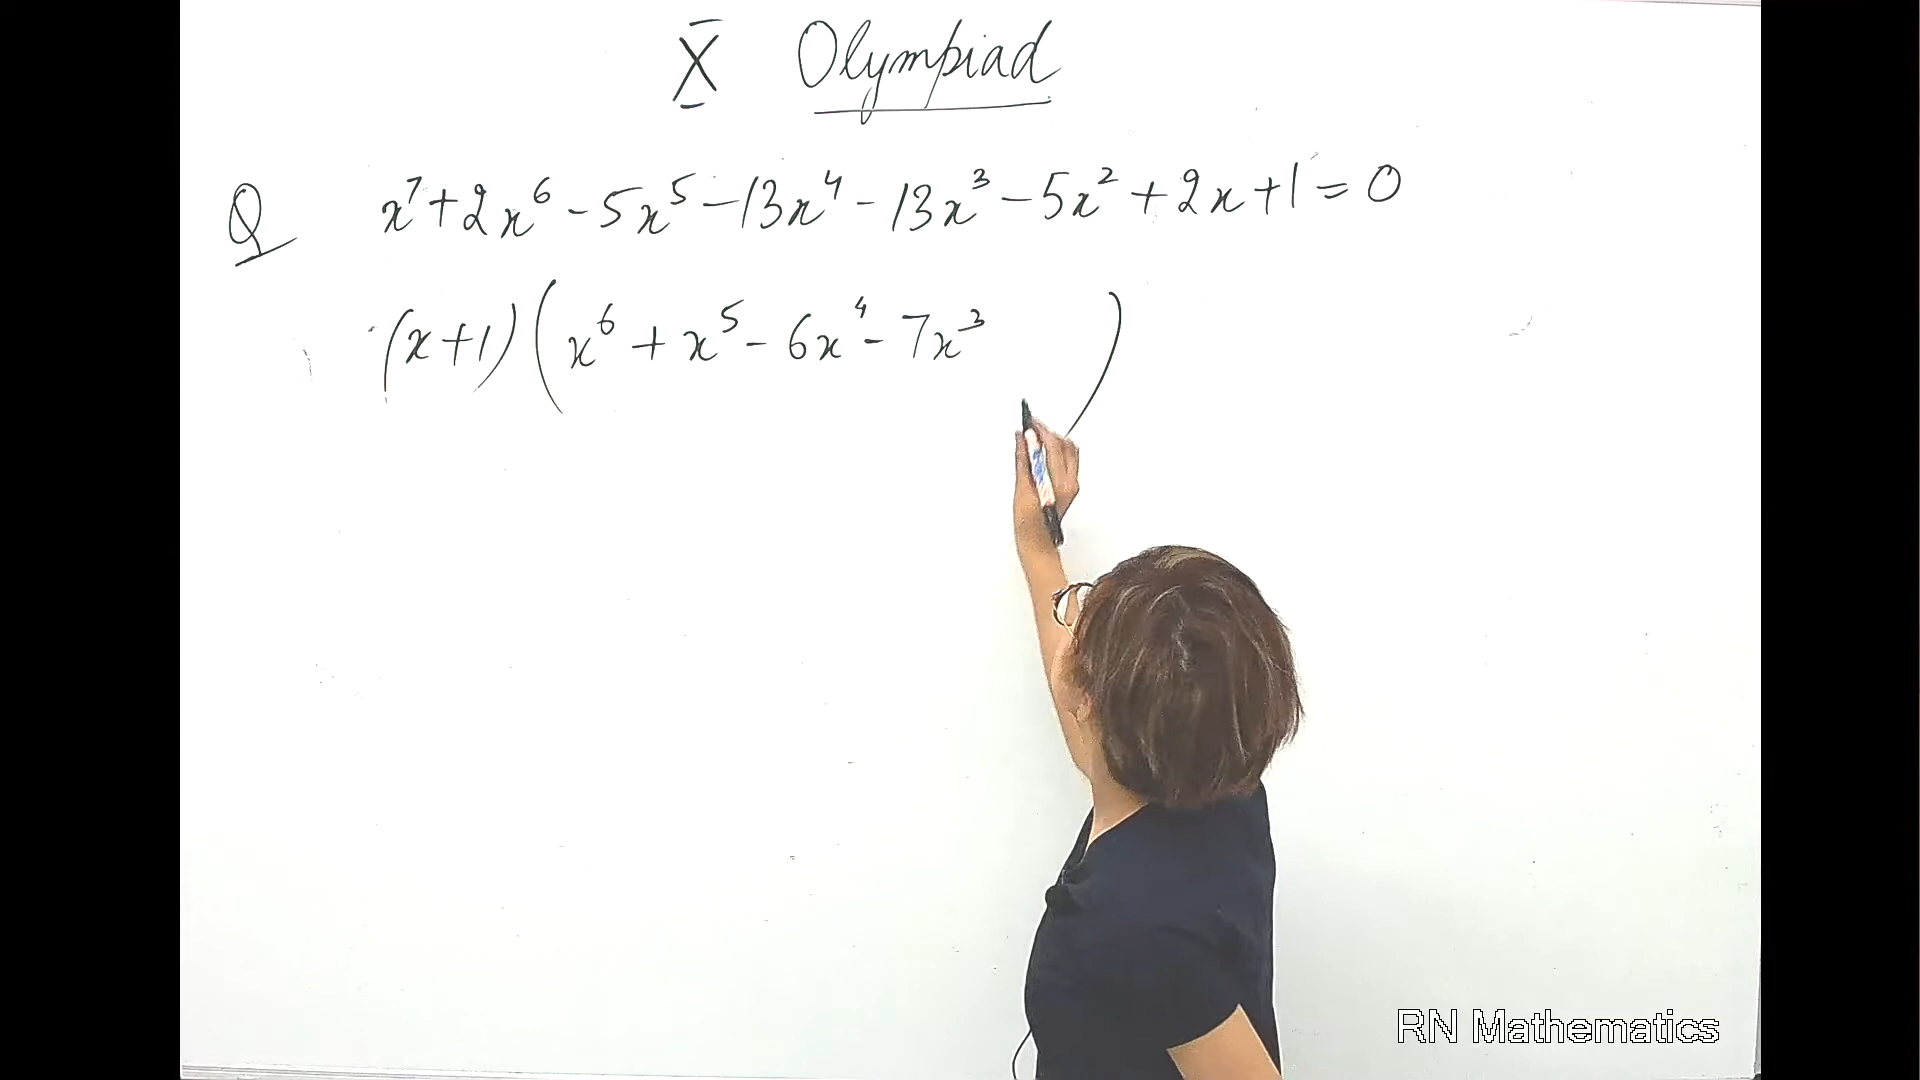 X Olympiad
Q x⁷+2x⁶-5x⁵-13x⁴-13x³-5x²+2x+1=0
(x+1)(x⁶+x⁵-6x⁴-7x³ )
RN Mathematics